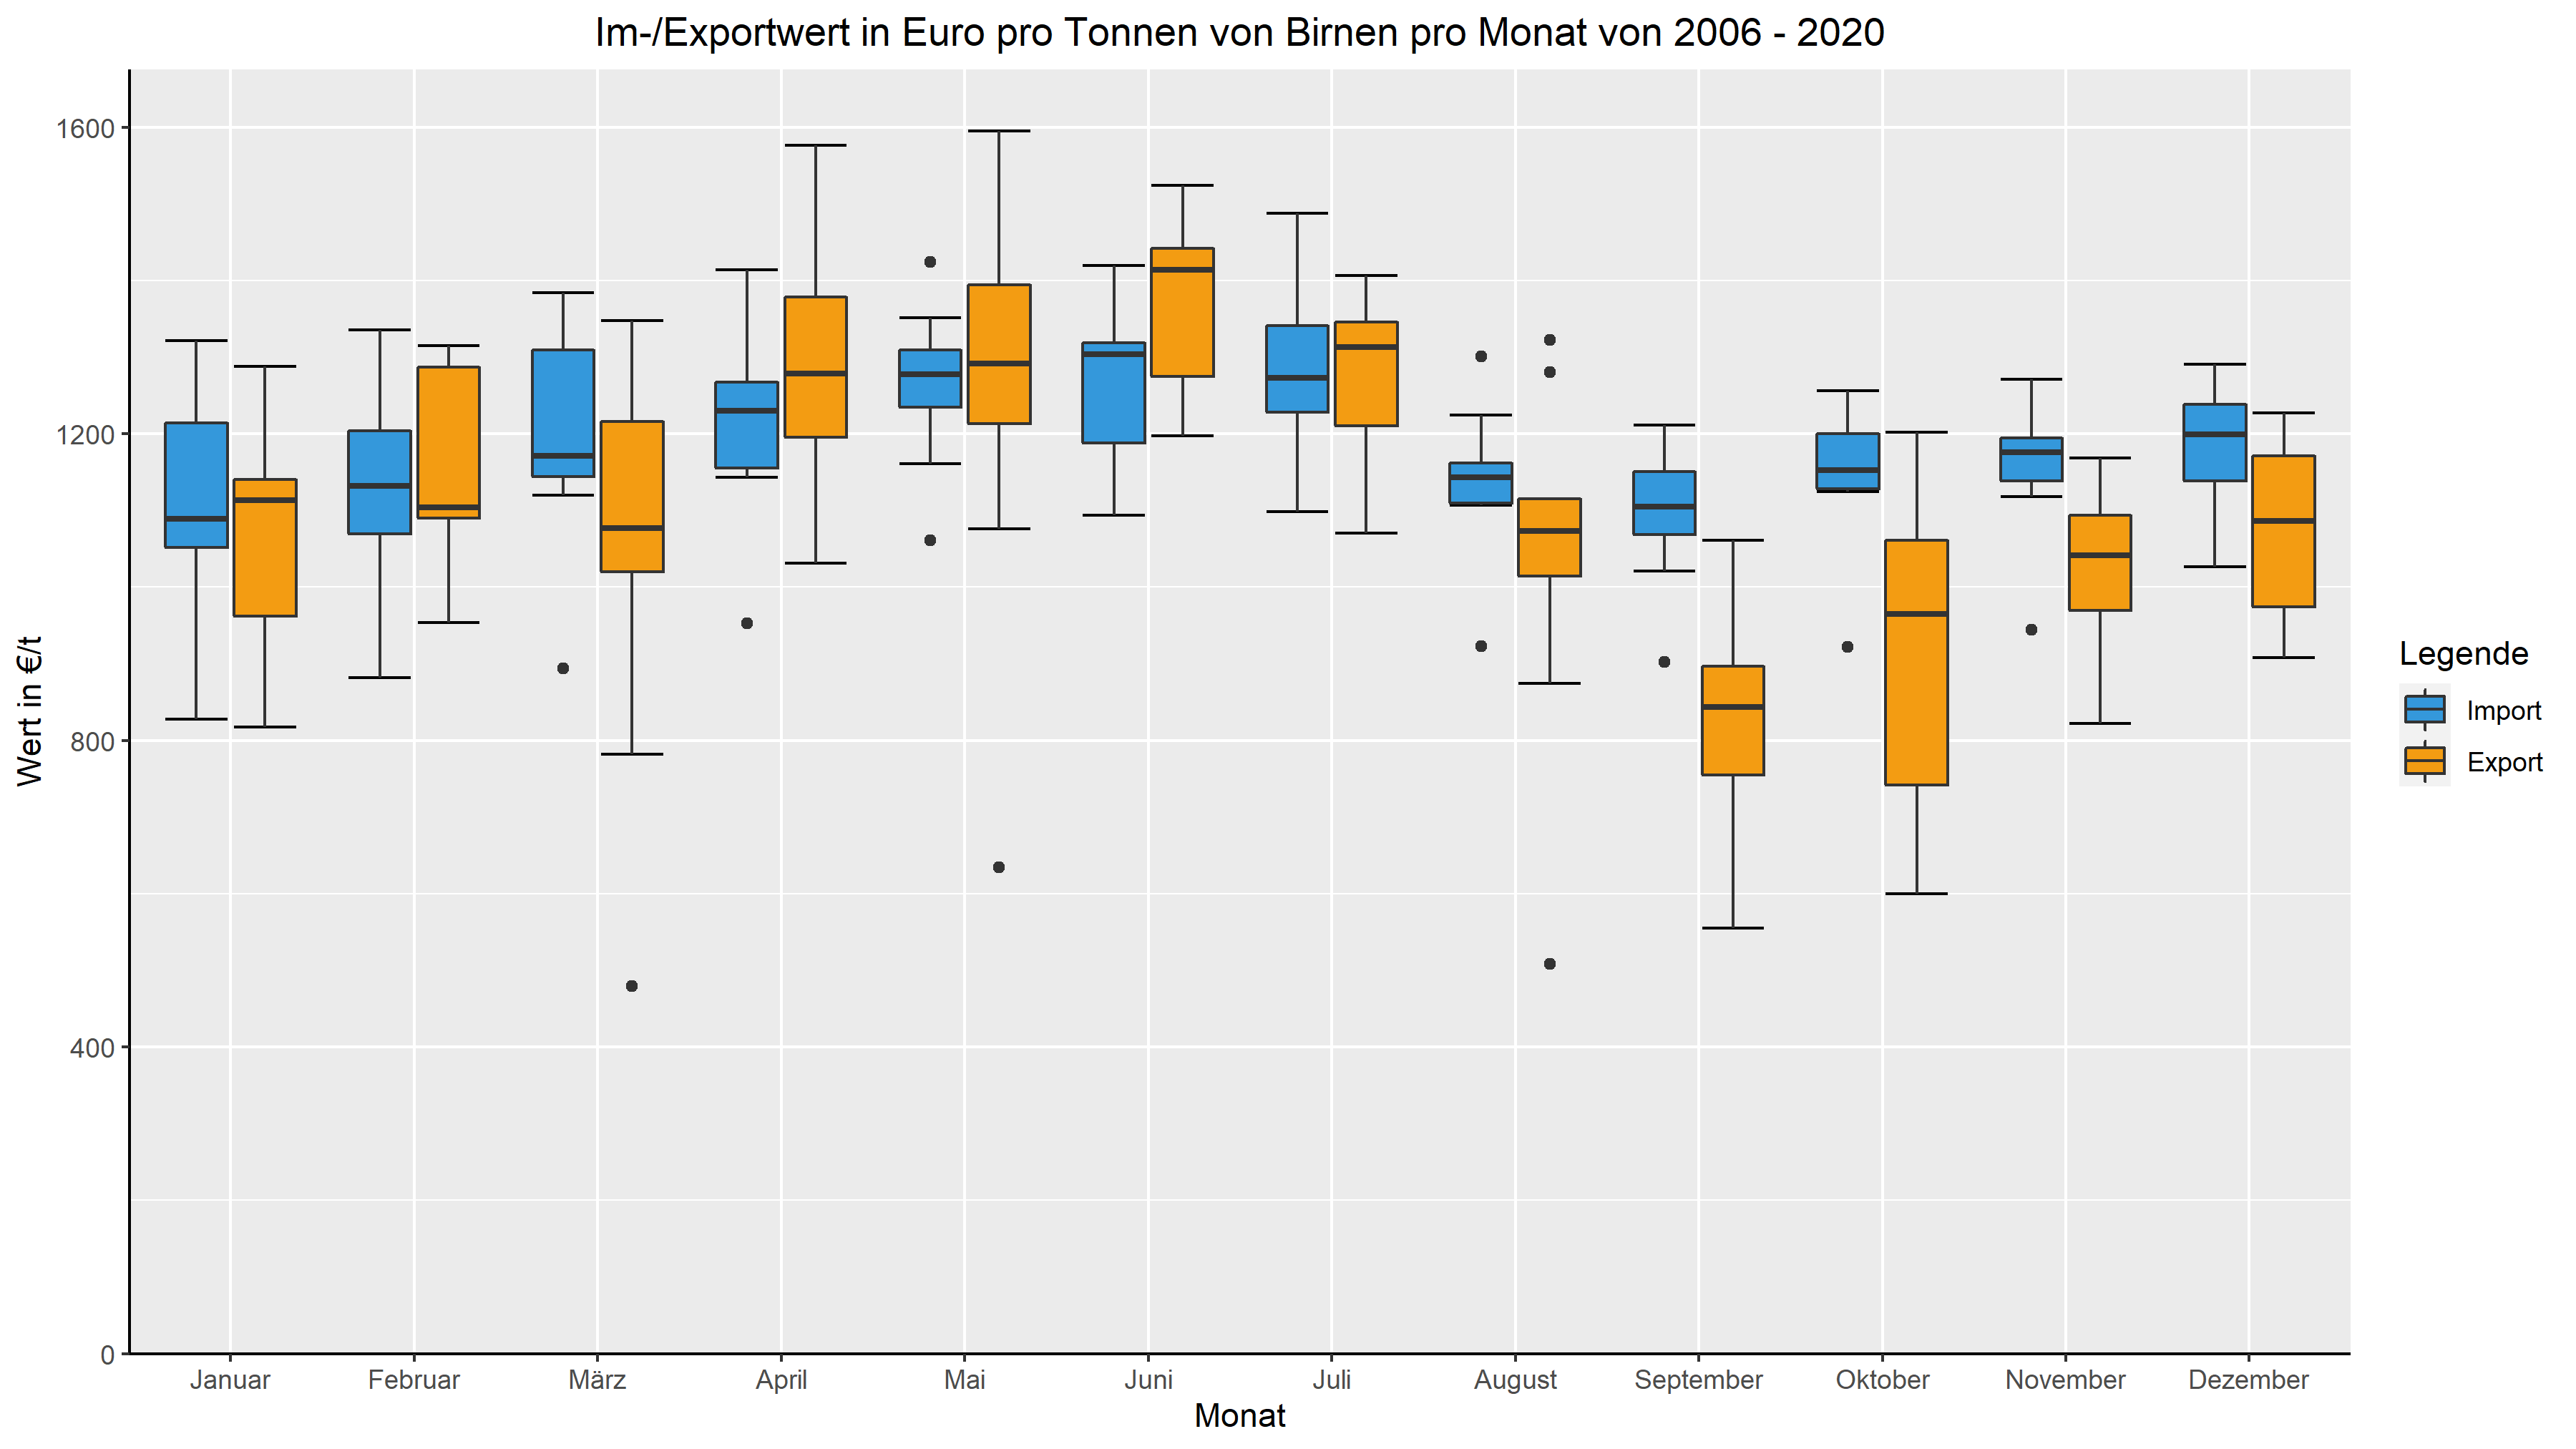 Im-/Exportwert in Euro pro Tonnen von Birnen pro Monat von 2006 - 2020
Wert in €/t
1600
1200
800
400
0
Januar Februar März April Mai Juni Juli August September Oktober November Dezember
Monat
Legende
Import
Export